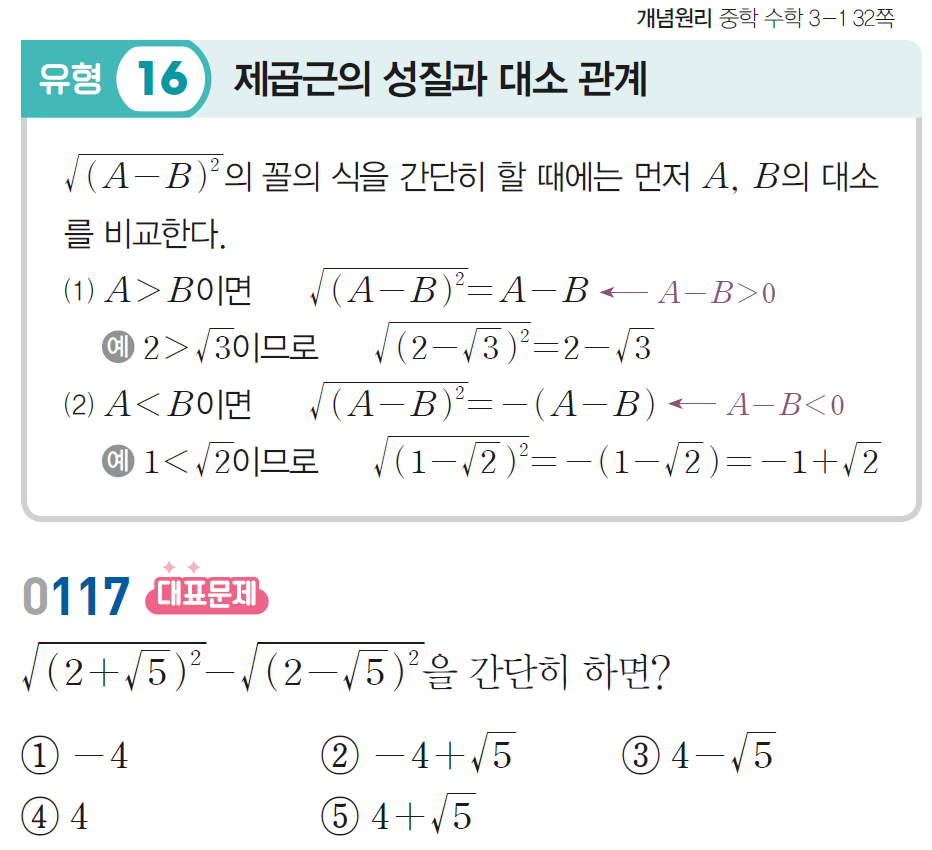 개념원리 중학 수학 3-1 32쪽
유형 16 제곱근의 성질과 대소 관계
√(A-B)²의 꼴의 식을 간단히 할 때에는 먼저 A, B의 대소
를 비교한다.
(1) A>B이면 √(A-B)²=A-B ← A-B>0
예 2>√3이므로 √(2-√3)²=2-√3
(2) A<B이면 √(A-B)²=-(A-B) ← A-B<0
예 1<√2이므로 √(1-√2)²=-(1-√2)=-1+√2
0117 대표문제
√(2+√5)²-√(2-√5)²을 간단히 하면?
① -4 ② -4+√5 ③ 4-√5
④ 4 ⑤ 4+√5